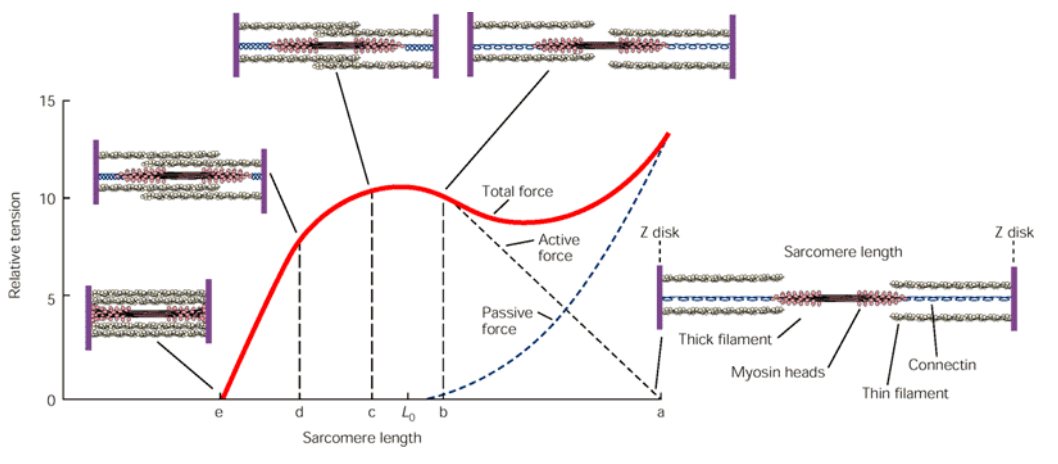 15
10
5
0
Relative tension
e
d
c
L0
b
a
Sarcomere length
Total force
Active
force
Passive
force
Z disk
Z disk
Sarcomere length
Thick filament
Myosin heads
Connectin
Thin filament